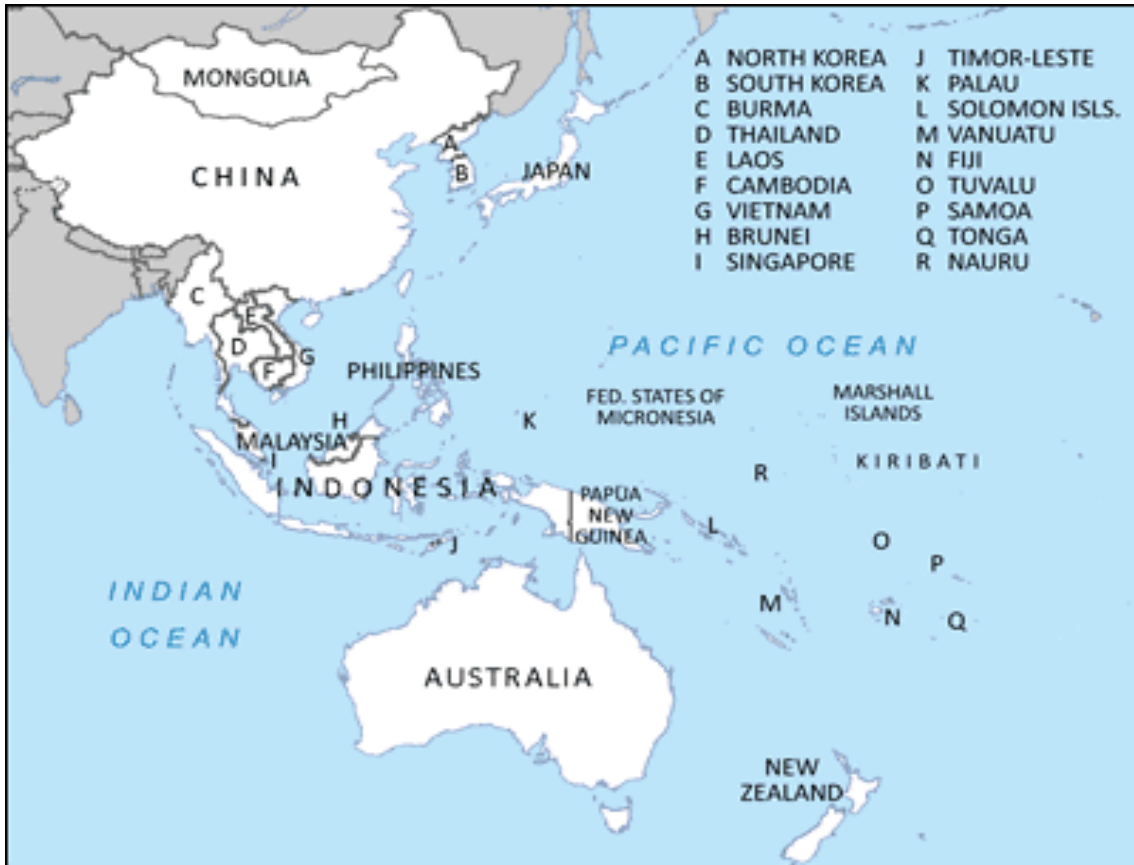 MONGOLIA
CHINA
JAPAN
A NORTH KOREA
B SOUTH KOREA
C BURMA
D THAILAND
E LAOS
F CAMBODIA
G VIETNAM
H BRUNEI
I SINGAPORE
J TIMOR-LESTE
K PALAU
L SOLOMON ISLS.
M VANUATU
N FIJI
O TUVALU
P SAMOA
Q TONGA
R NAURU
A
B
C
E
D
G
F
PACIFIC OCEAN
PHILIPPINES
FED. STATES OF
MICRONESIA
MARSHALL
ISLANDS
H
K
MALAYSIA
I
KIRIBATI
R
INDONESIA
PAPUA
NEW
GUINEA
L
J
O
P
INDIAN
OCEAN
M
N
Q
AUSTRALIA
NEW
ZEALAND